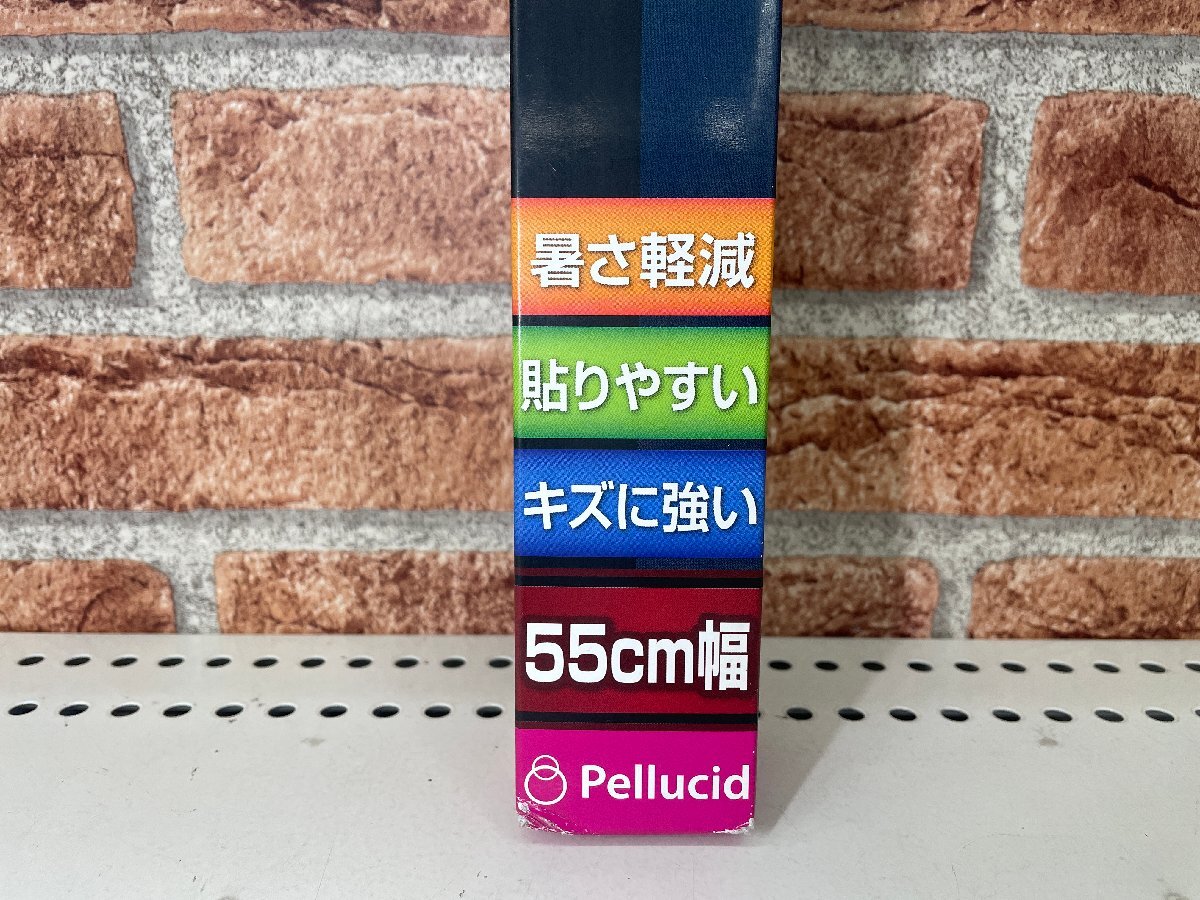 暑さ軽減
貼りやすい
キズに強い
55cm幅
Pellucid